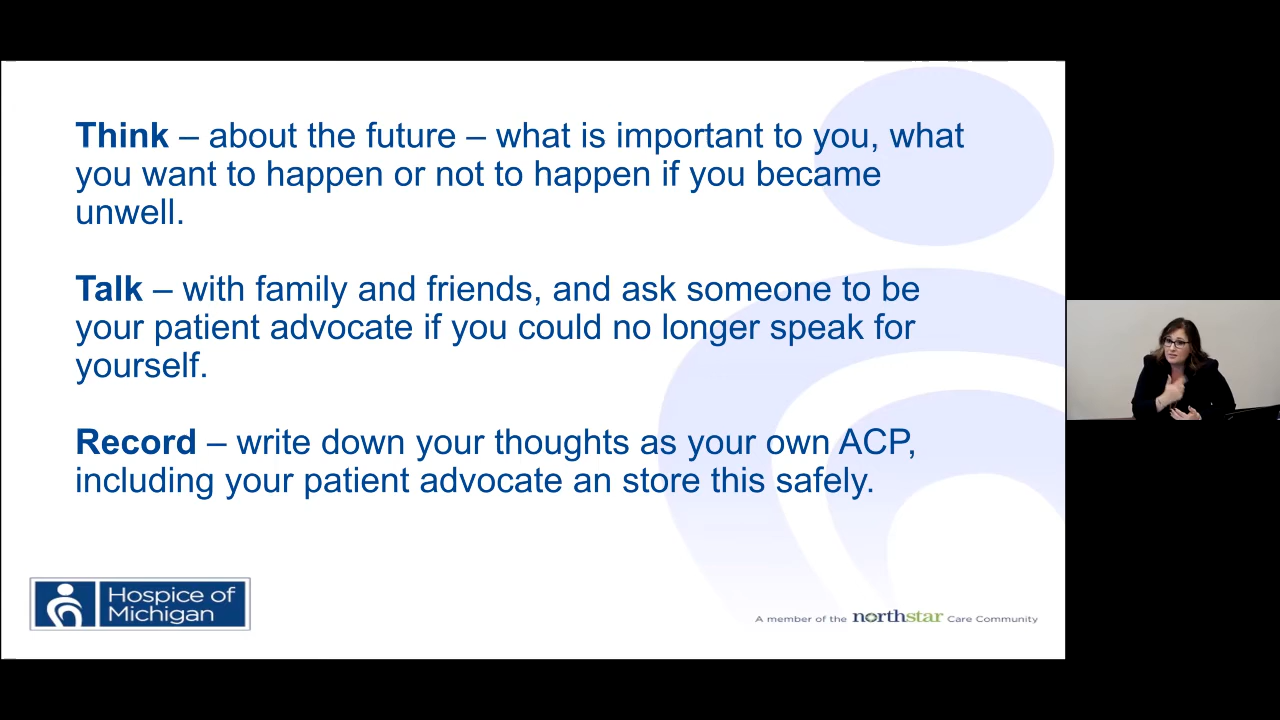 Think – about the future – what is important to you, what
you want to happen or not to happen if you became
unwell.
Talk – with family and friends, and ask someone to be
your patient advocate if you could no longer speak for
yourself.
Record – write down your thoughts as your own ACP,
including your patient advocate an store this safely.
Hospice of
Michigan
A member of the northstar Care Community